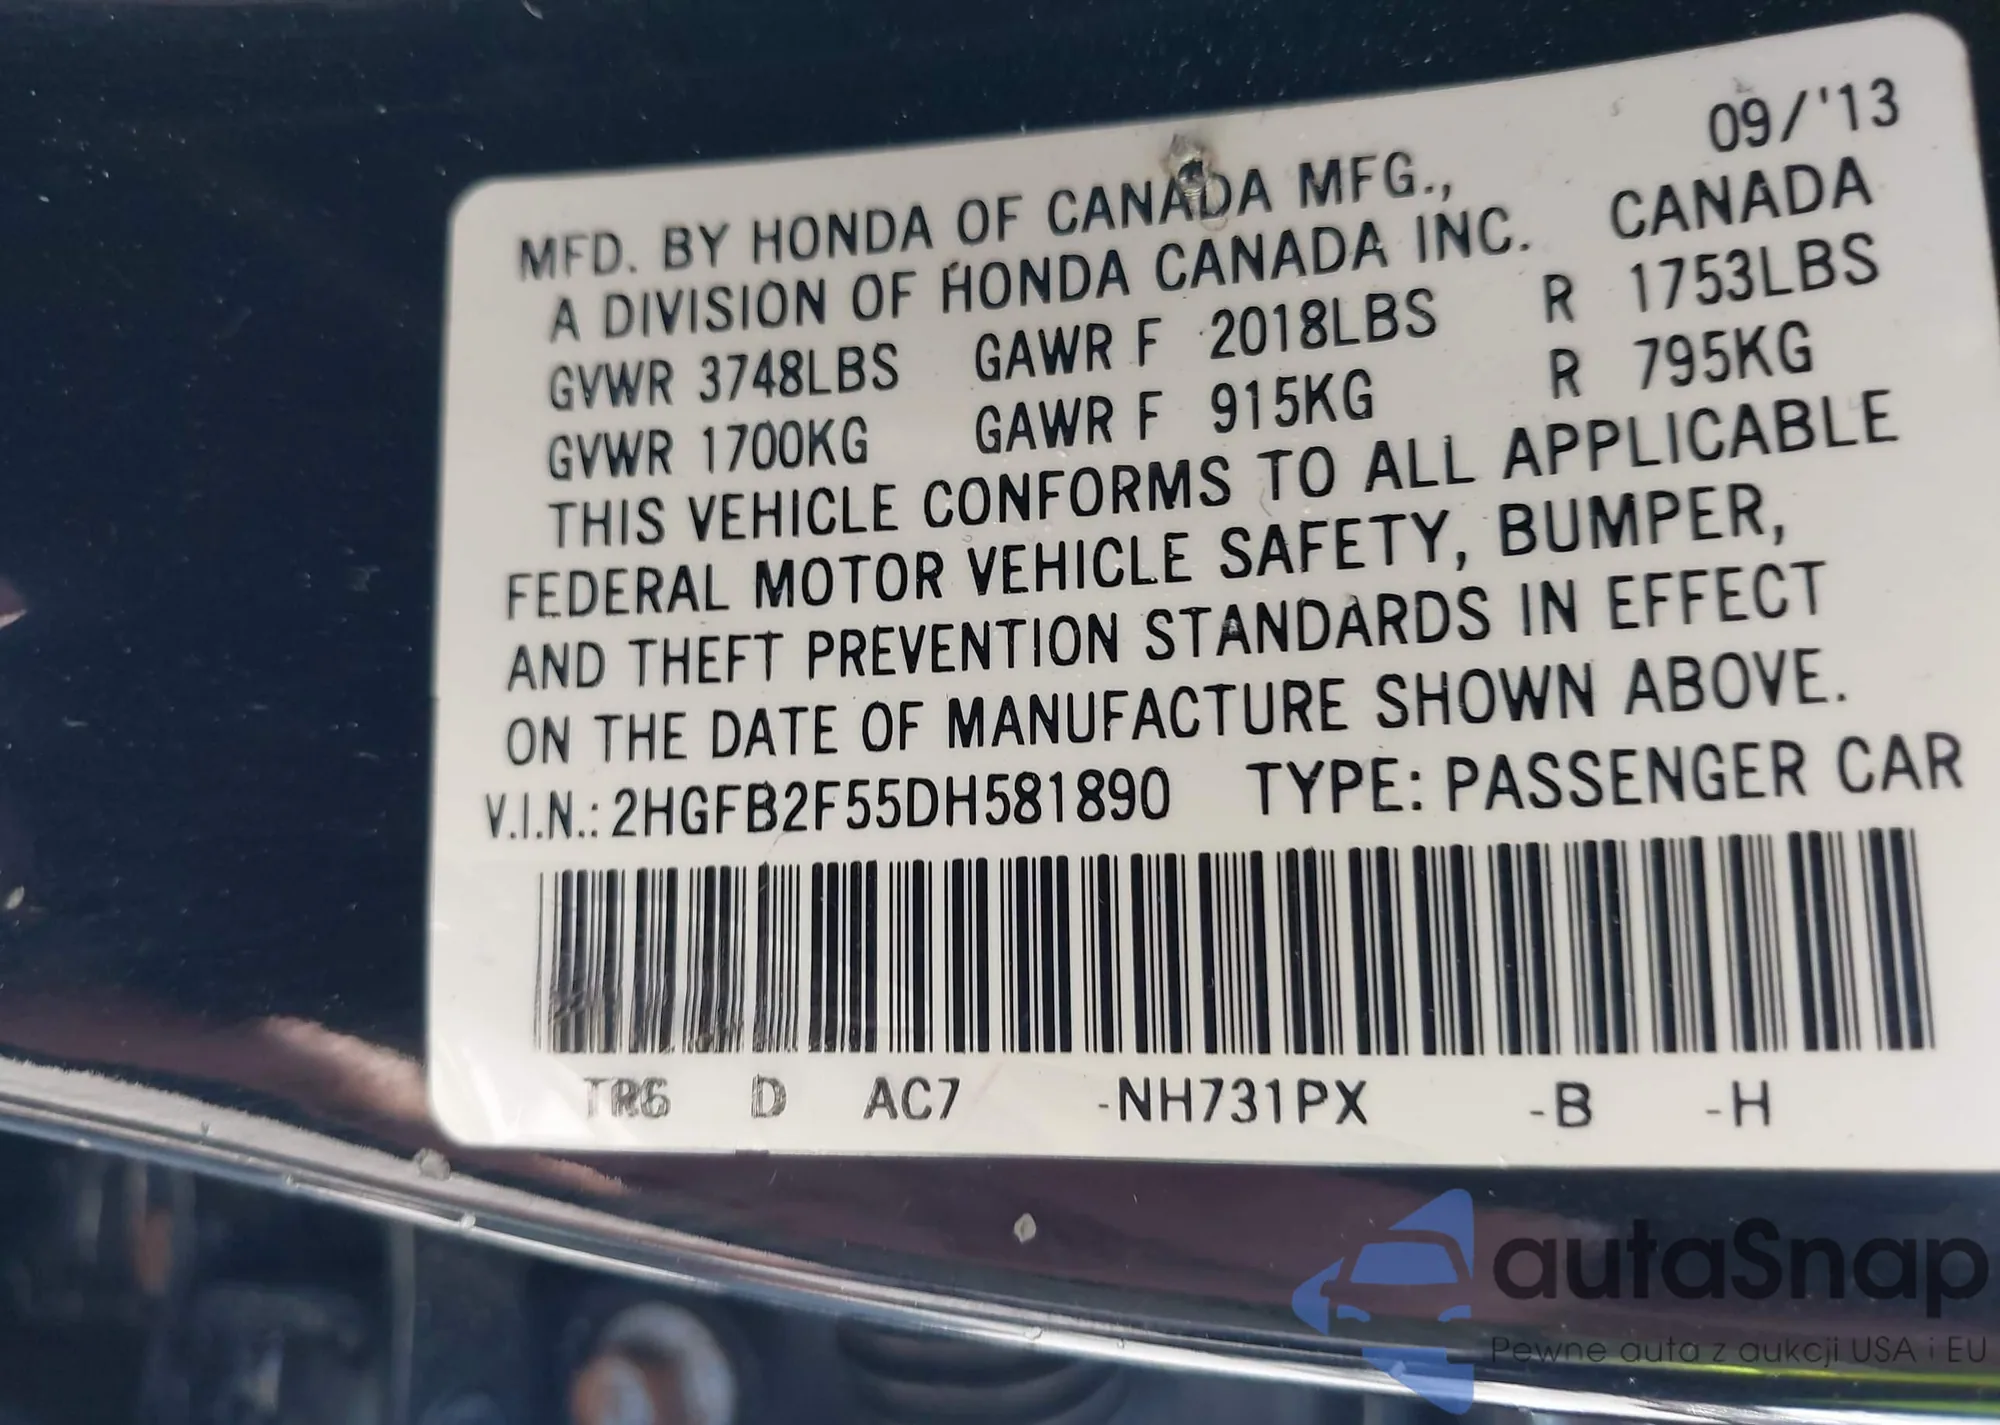 09/'13
MFD. BY HONDA OF CANADA MFG.,
A DIVISION OF HONDA CANADA INC. CANADA
GVWR 3748LBS GAWR F 2018LBS R 1753LBS
GVWR 1700KG GAWR F 915KG R 795KG
THIS VEHICLE CONFORMS TO ALL APPLICABLE
FEDERAL MOTOR VEHICLE SAFETY, BUMPER,
AND THEFT PREVENTION STANDARDS IN EFFECT
ON THE DATE OF MANUFACTURE SHOWN ABOVE.
V.I.N.: 2HGFB2F55DH581890 TYPE: PASSENGER CAR
TR6 D AC7 -NH731PX -B -H
autaSnap
Pewne auta z aukcji USA i EU